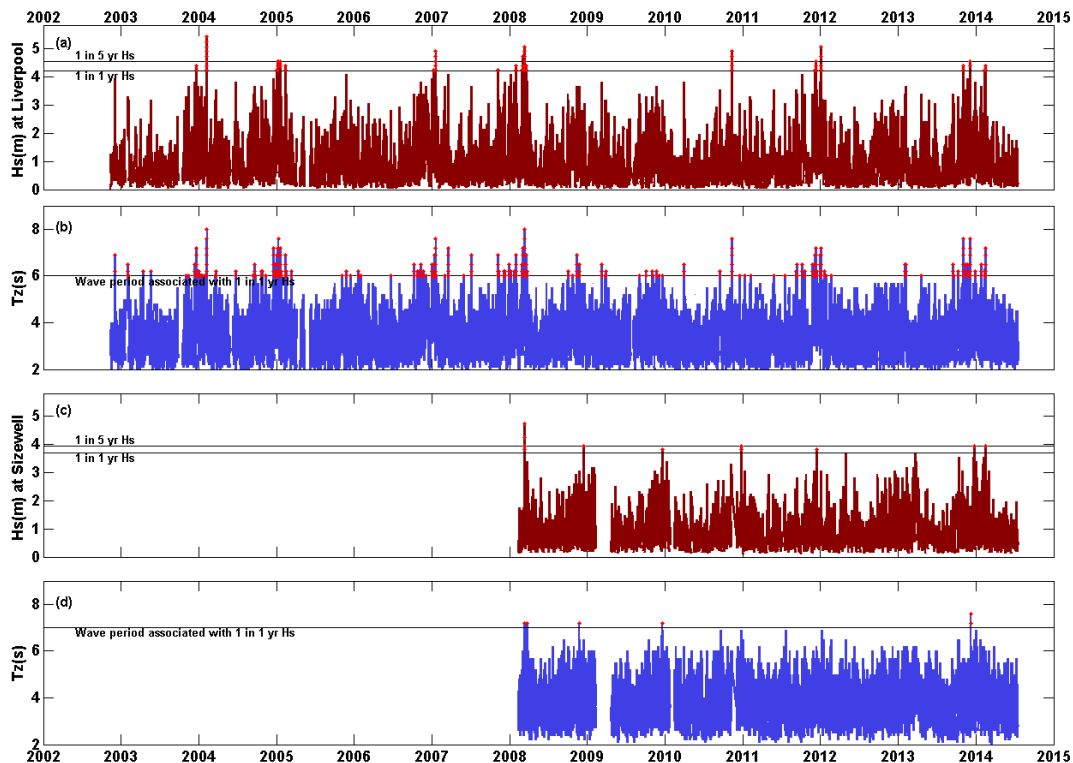 2002 2003 2004 2005 2006 2007 2008 2009 2010 2011 2012 2013 2014 2015
(a)
5
1 in 5 yr Hs
1 in 1 yr Hs
4
3
2
1
0
Hs(m) at Liverpool
(b)
8
6
Wave period associated with 1 in 1 yr Hs
4
2
Tz(s)
(c)
5
1 in 5 yr Hs
4
1 in 1 yr Hs
3
2
1
0
Hs(m) at Sizewell
(d)
8
Wave period associated with 1 in 1 yr Hs
6
4
2
Tz(s)
2002 2003 2004 2005 2006 2007 2008 2009 2010 2011 2012 2013 2014 2015